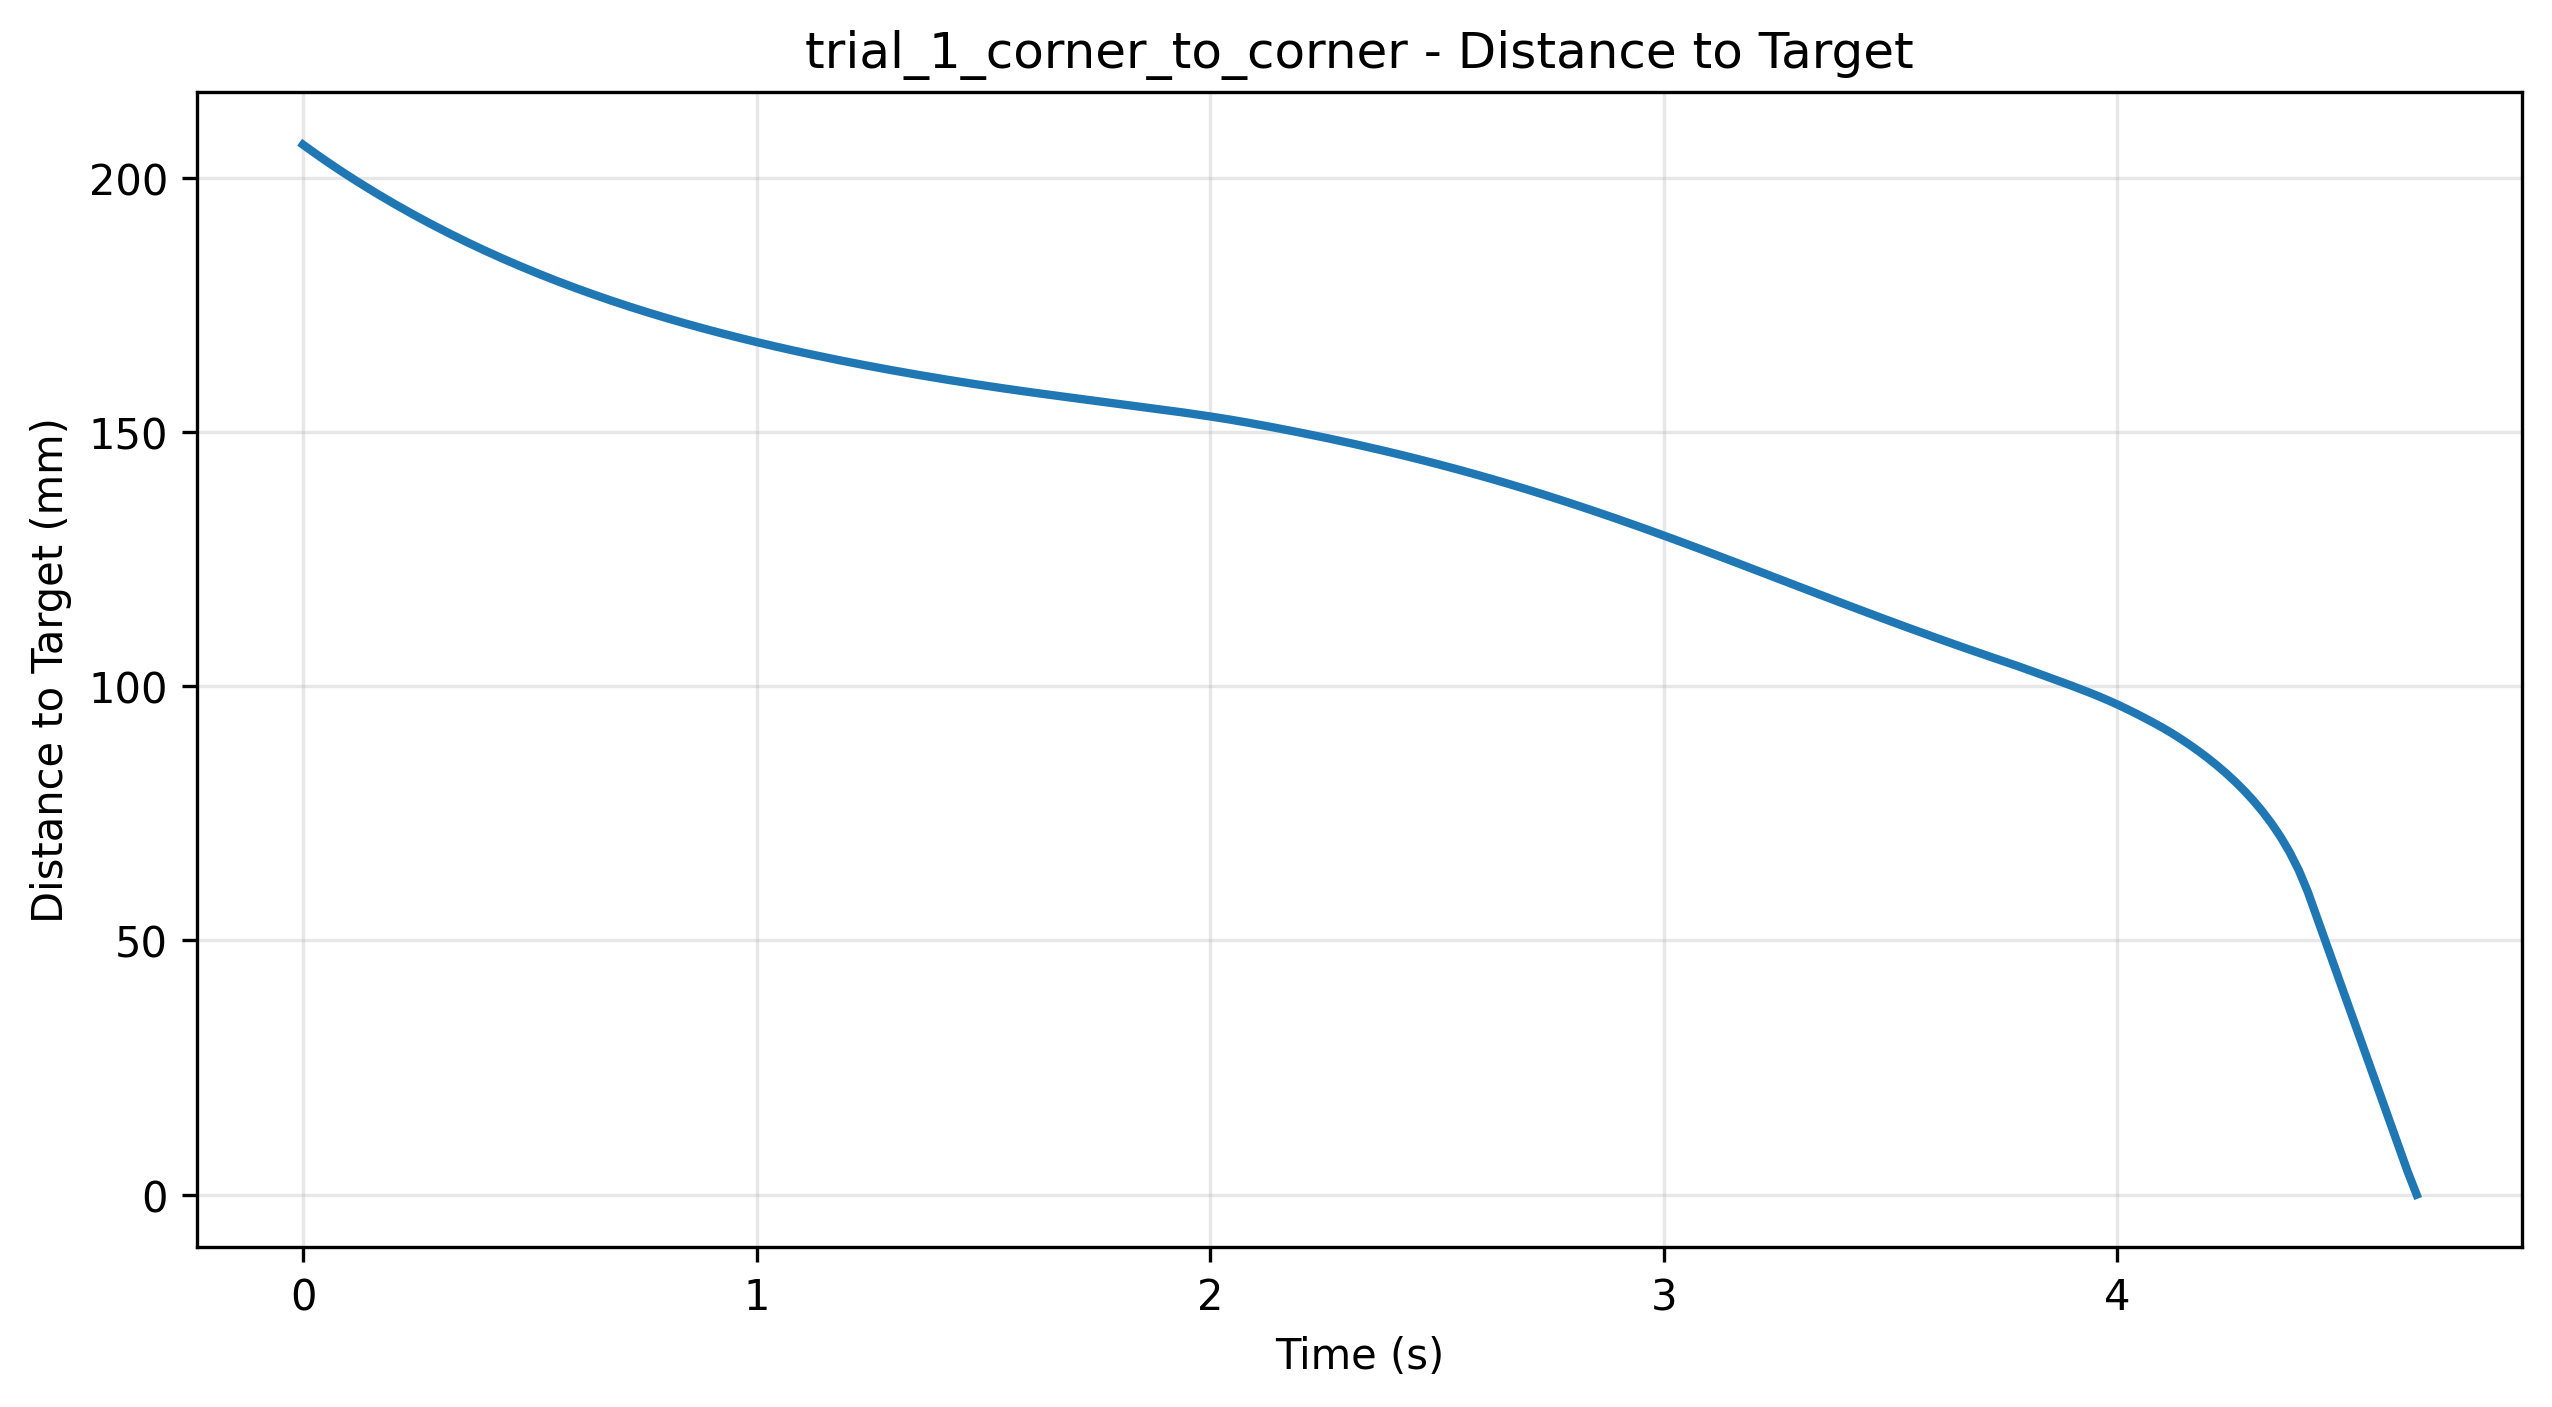 trial_1_corner_to_corner - Distance to Target
Distance to Target (mm)
200
150
100
50
0
0 1 2 3 4
Time (s)